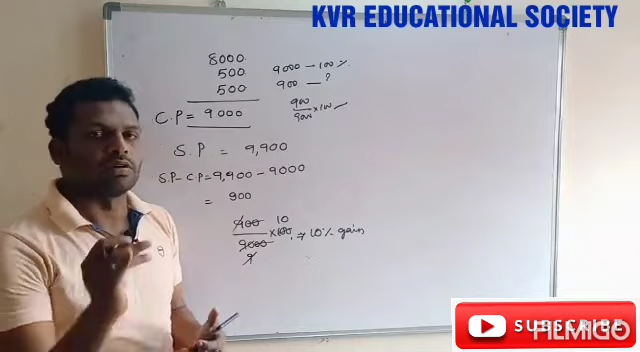 KVR EDUCATIONAL SOCIETY
8000
500
500
C.P = 9000
9000 — 100%
900 — ?
900
9000 × 100
S.P = 9,900
S.P – C.P = 9,900 – 9000
= 900
900 10
9000 × 100 → 10% gain
9
SUBSCRIBE
FILMIGO